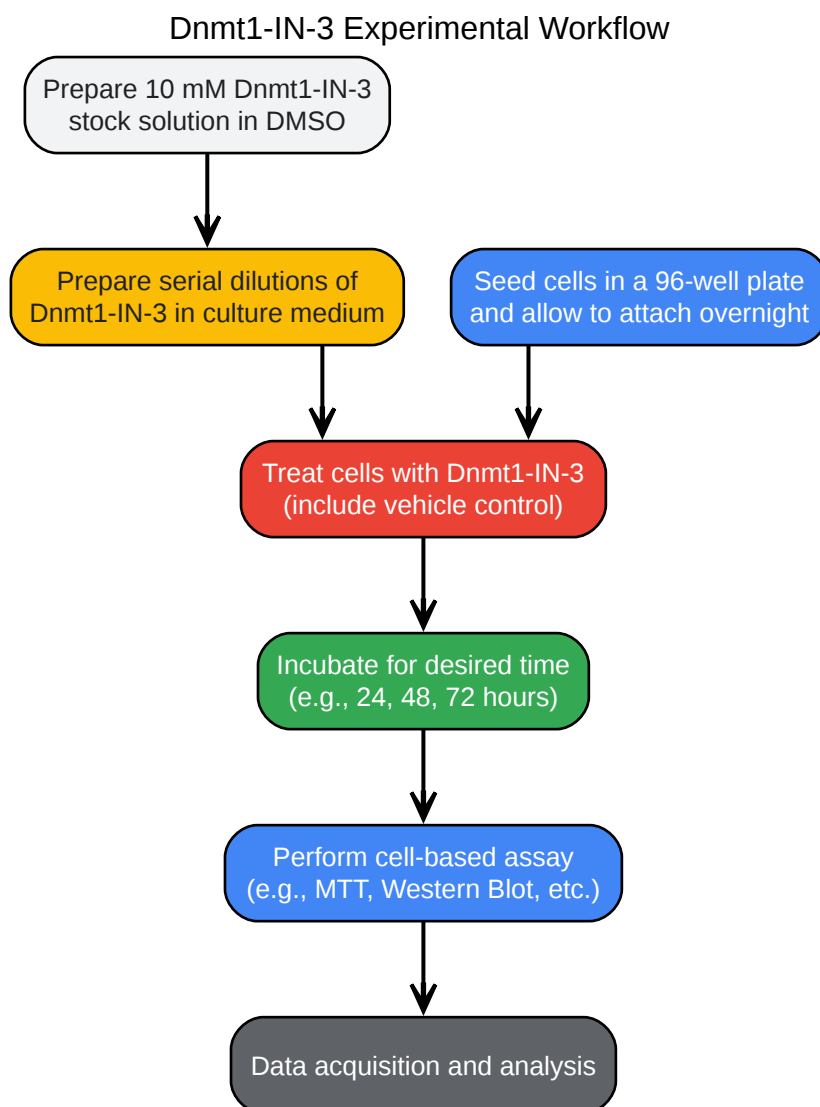 Dnmt1-IN-3 Experimental Workflow
Prepare 10 mM Dnmt1-IN-3
stock solution in DMSO
Prepare serial dilutions of
Dnmt1-IN-3 in culture medium
Seed cells in a 96-well plate
and allow to attach overnight
Treat cells with Dnmt1-IN-3
(include vehicle control)
Incubate for desired time
(e.g., 24, 48, 72 hours)
Perform cell-based assay
(e.g., MTT, Western Blot, etc.)
Data acquisition and analysis